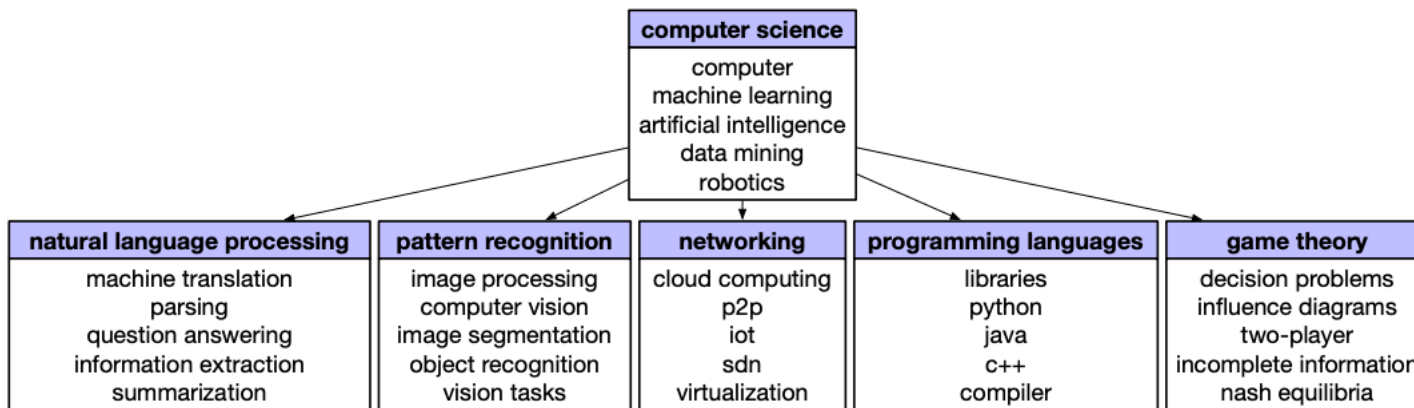 computer science
computer
machine learning
artificial intelligence
data mining
robotics
natural language processing
machine translation
parsing
question answering
information extraction
summarization
pattern recognition
image processing
computer vision
image segmentation
object recognition
vision tasks
networking
cloud computing
p2p
iot
sdn
virtualization
programming languages
libraries
python
java
c++
compiler
game theory
decision problems
influence diagrams
two-player
incomplete information
nash equilibria